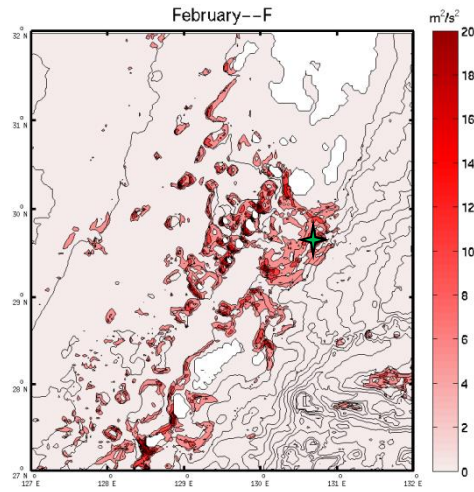 February--F
m²/s²
32 N
31 N
30 N
29 N
28 N
27 N
127 E
128 E
129 E
130 E
131 E
132 E
20
18
16
14
12
10
8
6
4
2
0